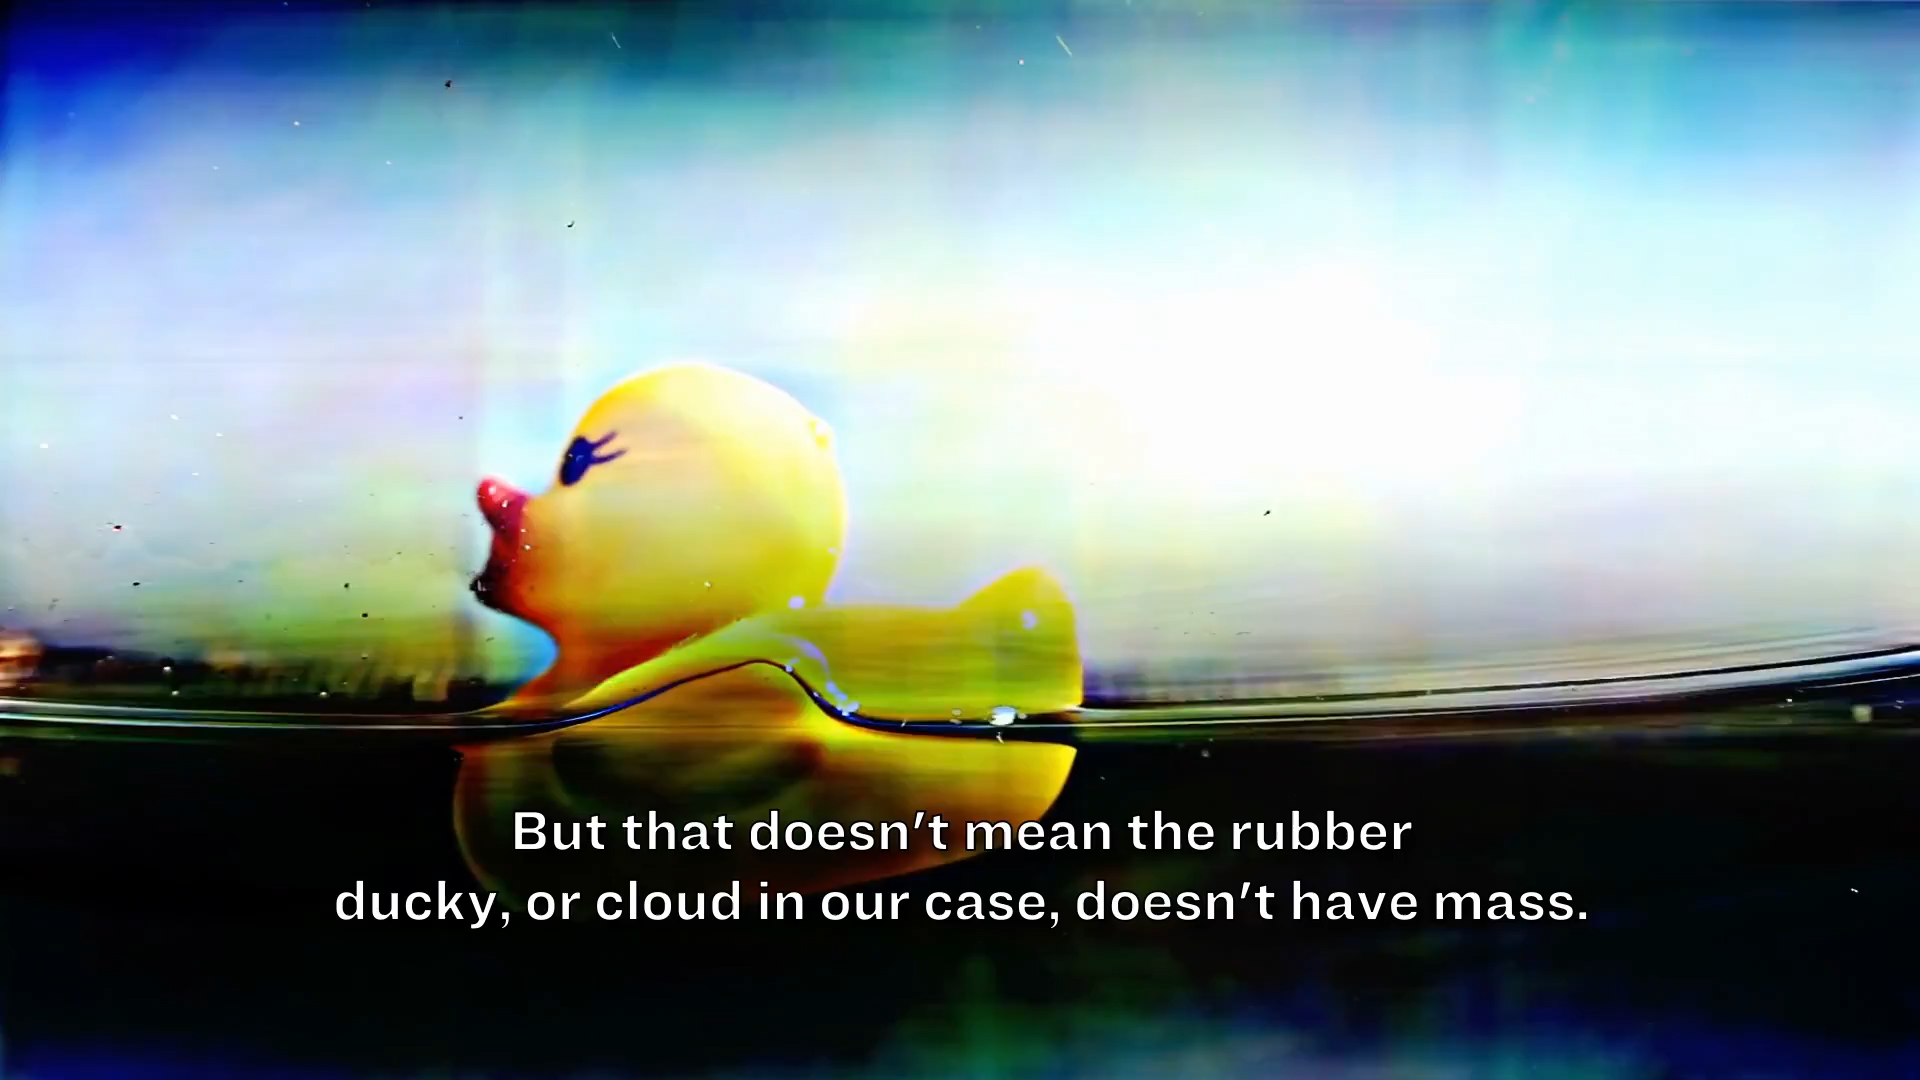 But that doesn't mean the rubber
ducky, or cloud in our case, doesn't have mass.